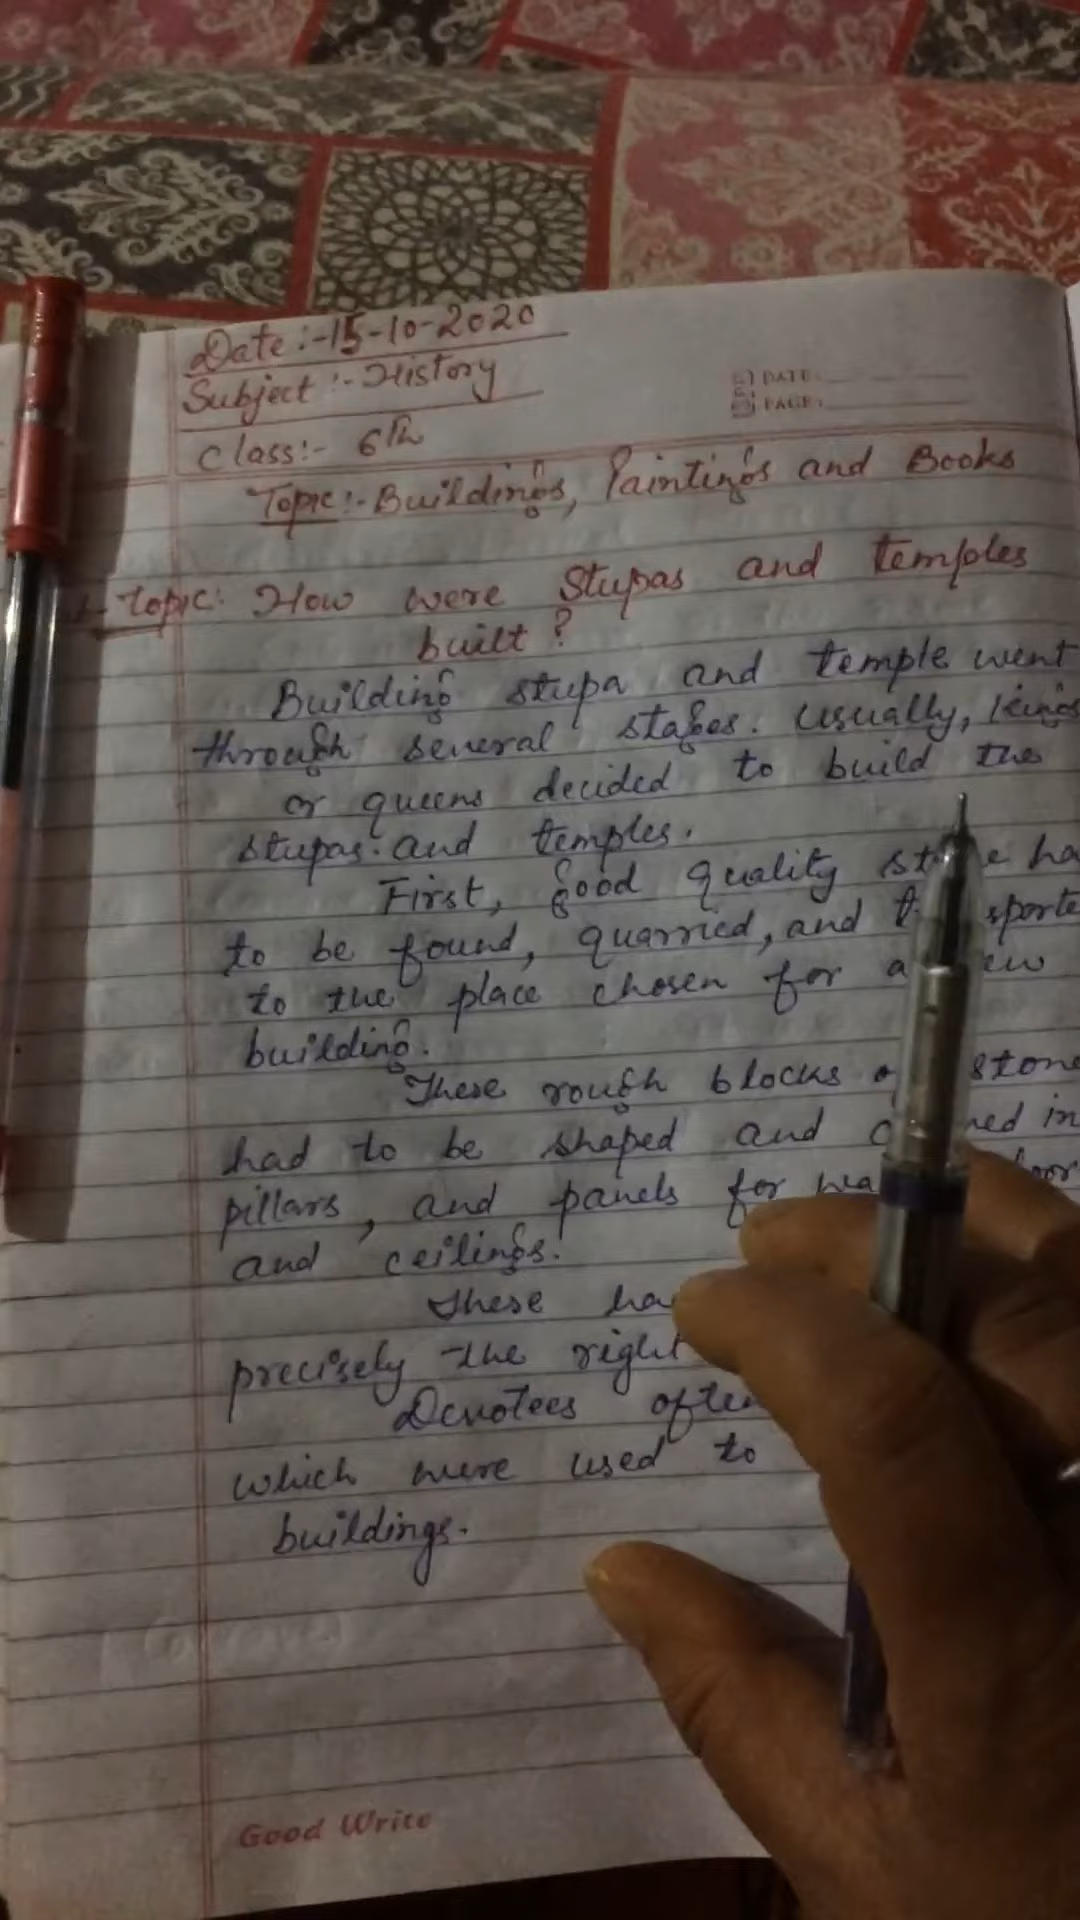 Date :- 15-10-2020
Subject :- History
DATE:
PAGE:
Class:- 6th
Topic :- Buildings, Paintings and Books
Topic: How were Stupas and temples
built ?
Building stupa and temple went
through several stages. Usually, kings
or queens decided to build the
stupas and temples.
First, good quality
to be found, quarried, and
to the place chosen for a
building.
These rough blocks stone
had to be shaped and
pillars, and panels for
and ceilings.
These
precisely the right
Devotees often
which were used to
buildings.
Good Write